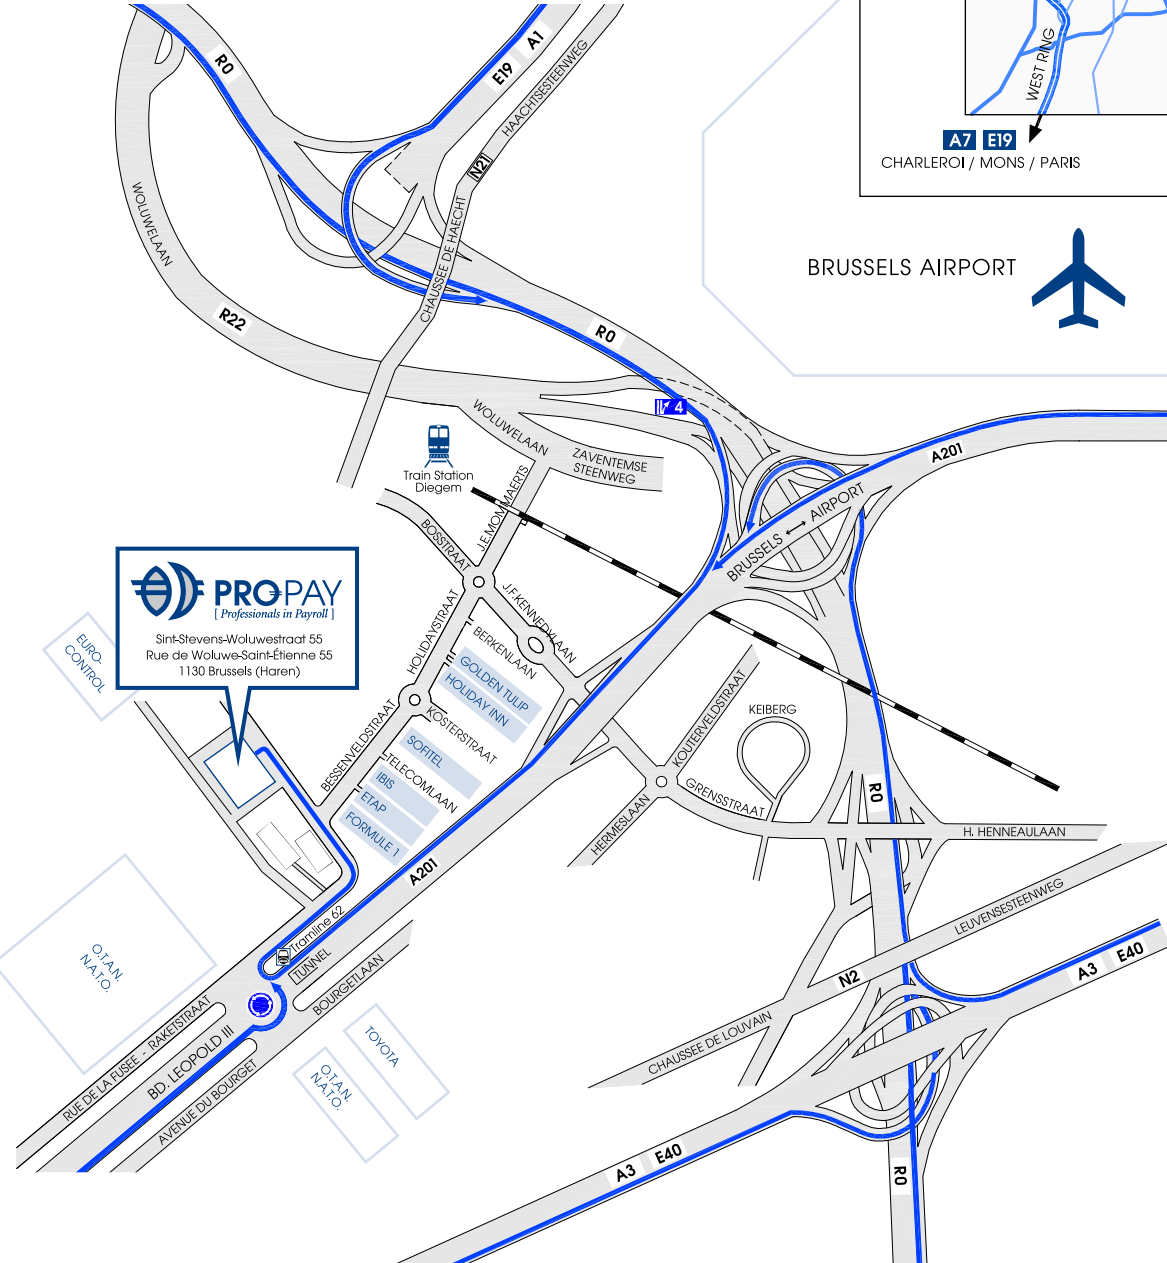 R0
E19
A1
HAACHTSESTEENWEG
WEST RING
A7 E19
CHARLEROI / MONS / PARIS
N21
WOLUWELAAN
CHAUSSEE DE HAECHT
BRUSSELS AIRPORT
R22
R0
4
WOLUWELAAN
ZAVENTEMSE
STEENWEG
A201
Train Station
Diegem
J.E.MOMMAERTS
BOSSTRAAT
BRUSSELS ↔ AIRPORT
PROPAY
[ Professionals in Payroll ]
Sint-Stevens-Woluwestraat 55
Rue de Woluwe-Saint-Étienne 55
1130 Brussels (Haren)
EURO-
CONTROL
HOLIDAYSTRAAT
J.F.KENNEDYLAAN
BERKENLAAN
GOLDEN TULIP
HOLIDAY INN
KOSTERSTRAAT
BESSENVELDSTRAAT
SOFITEL
TELECOMLAAN
IBIS
ETAP
FORMULE 1
KOUTERVELDSTRAAT
KEIBERG
GRENSSTRAAT
HERMESLAAN
R0
H. HENNEAULAAN
A201
LEUVENSESTEENWEG
Tramline 62
TUNNEL
BOURGETLAAN
O.T.A.N.
N.A.T.O.
N2
A3
E40
RUE DE LA FUSEE - RAKETSTRAAT
BD. LEOPOLD III
AVENUE DU BOURGET
TOYOTA
O.T.A.N.
N.A.T.O.
CHAUSSEE DE LOUVAIN
A3
E40
R0